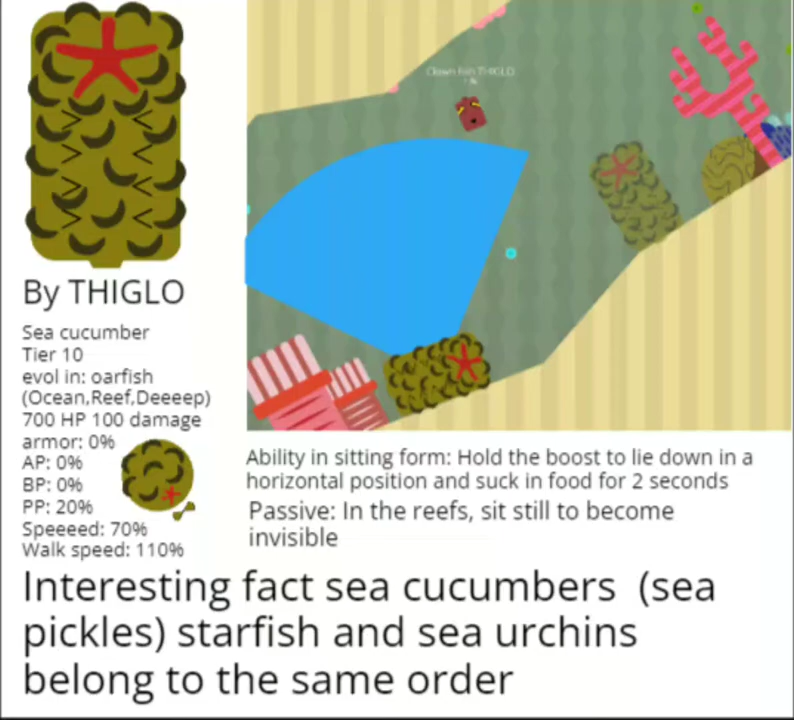 Clown fish THIGLO
By THIGLO
Sea cucumber
Tier 10
evol in: oarfish
(Ocean,Reef,Deeeep)
700 HP 100 damage
armor: 0%
AP: 0%
BP: 0%
PP: 20%
Speeeed: 70%
Walk speed: 110%
Ability in sitting form: Hold the boost to lie down in a
horizontal position and suck in food for 2 seconds
Passive: In the reefs, sit still to become
invisible
Interesting fact sea cucumbers (sea
pickles) starfish and sea urchins
belong to the same order